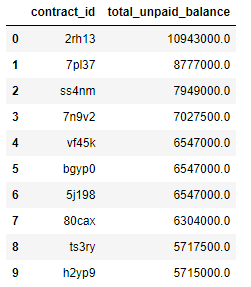 contract_id total_unpaid_balance
0 2rh13 10943000.0
1 7pl37 8777000.0
2 ss4nm 7949000.0
3 7n9v2 7027500.0
4 vf45k 6547000.0
5 bgyp0 6547000.0
6 5j198 6547000.0
7 80cax 6304000.0
8 ts3ry 5717500.0
9 h2yp9 5715000.0